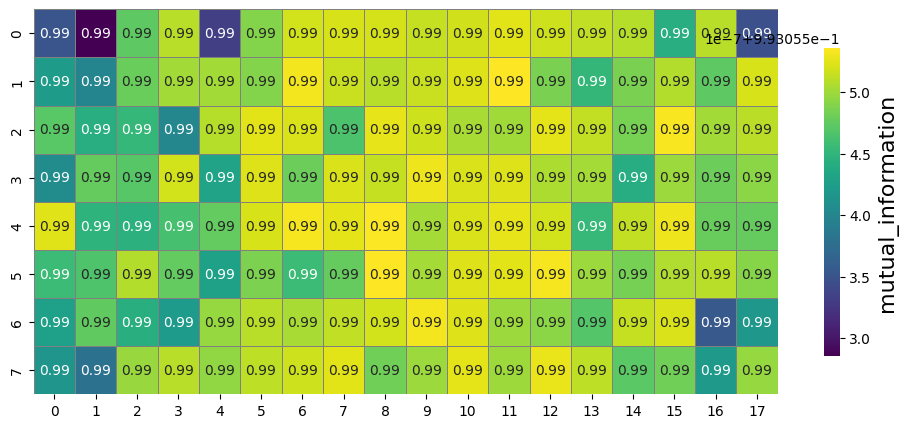 1e−7+9.93055e−1
0 0.99 0.99 0.99 0.99 0.99 0.99 0.99 0.99 0.99 0.99 0.99 0.99 0.99 0.99 0.99 0.99 0.99 0.99
1 0.99 0.99 0.99 0.99 0.99 0.99 0.99 0.99 0.99 0.99 0.99 0.99 0.99 0.99 0.99 0.99 0.99 0.99
2 0.99 0.99 0.99 0.99 0.99 0.99 0.99 0.99 0.99 0.99 0.99 0.99 0.99 0.99 0.99 0.99 0.99 0.99
3 0.99 0.99 0.99 0.99 0.99 0.99 0.99 0.99 0.99 0.99 0.99 0.99 0.99 0.99 0.99 0.99 0.99 0.99
4 0.99 0.99 0.99 0.99 0.99 0.99 0.99 0.99 0.99 0.99 0.99 0.99 0.99 0.99 0.99 0.99 0.99 0.99
5 0.99 0.99 0.99 0.99 0.99 0.99 0.99 0.99 0.99 0.99 0.99 0.99 0.99 0.99 0.99 0.99 0.99 0.99
6 0.99 0.99 0.99 0.99 0.99 0.99 0.99 0.99 0.99 0.99 0.99 0.99 0.99 0.99 0.99 0.99 0.99 0.99
7 0.99 0.99 0.99 0.99 0.99 0.99 0.99 0.99 0.99 0.99 0.99 0.99 0.99 0.99 0.99 0.99 0.99 0.99
0 1 2 3 4 5 6 7 8 9 10 11 12 13 14 15 16 17
5.0
4.5
4.0
3.5
3.0
mutual_information